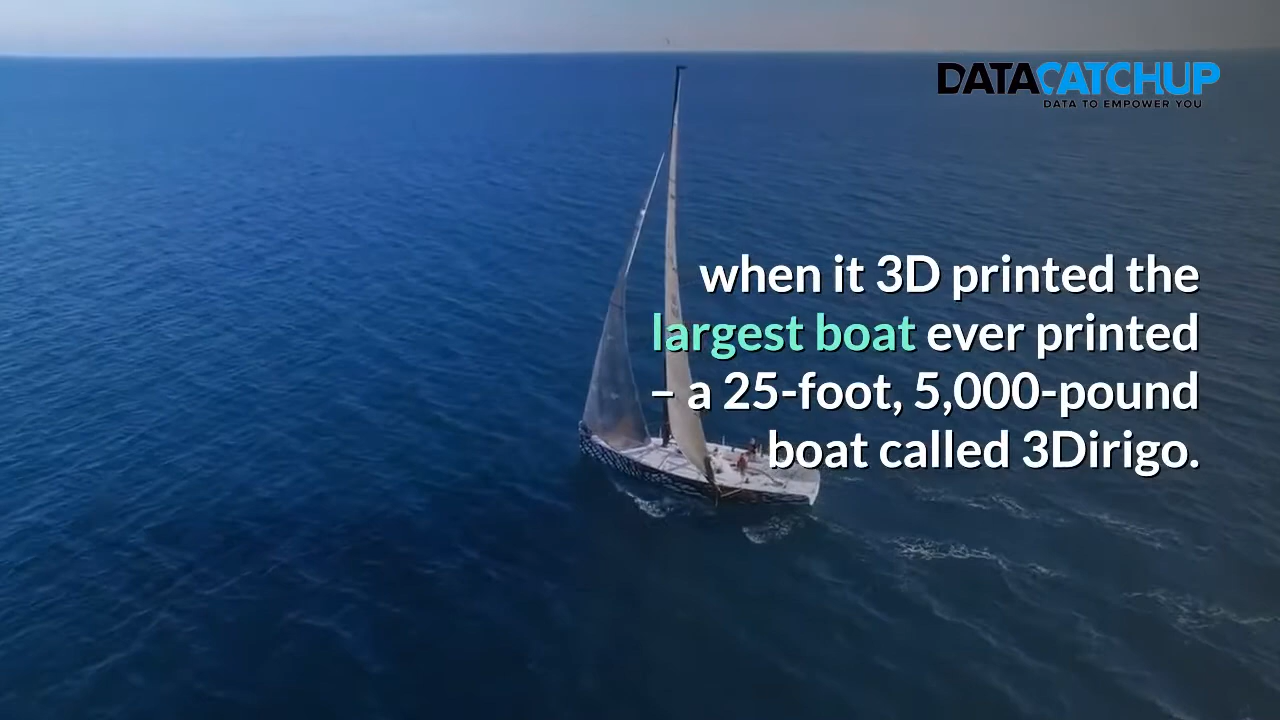 DATACATCHUP
DATA TO EMPOWER YOU
when it 3D printed the
largest boat ever printed
– a 25-foot, 5,000-pound
boat called 3Dirigo.